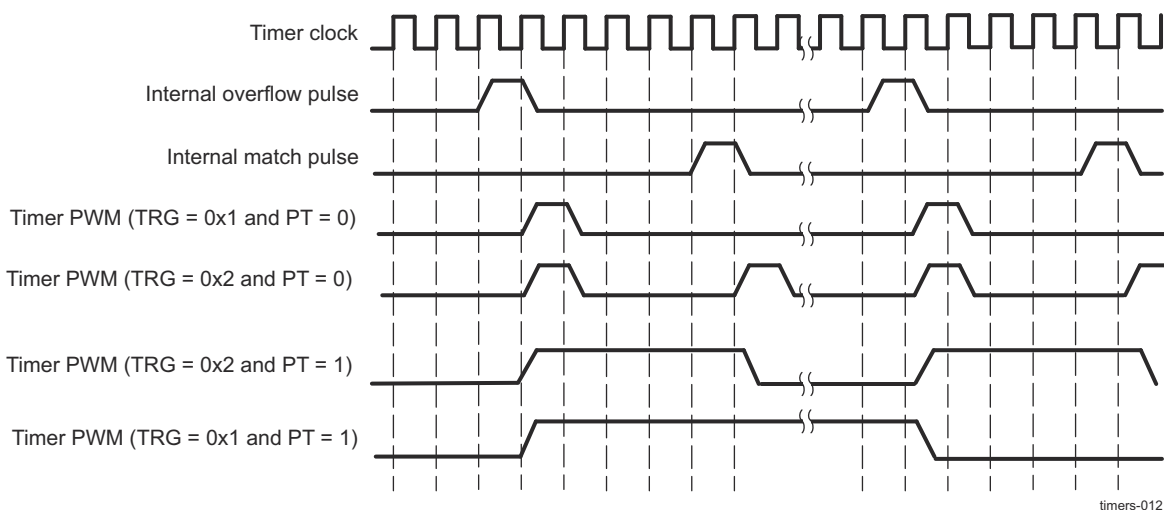 Timer clock
Internal overflow pulse
Internal match pulse
Timer PWM (TRG = 0x1 and PT = 0)
Timer PWM (TRG = 0x2 and PT = 0)
Timer PWM (TRG = 0x2 and PT = 1)
Timer PWM (TRG = 0x1 and PT = 1)
timers-012